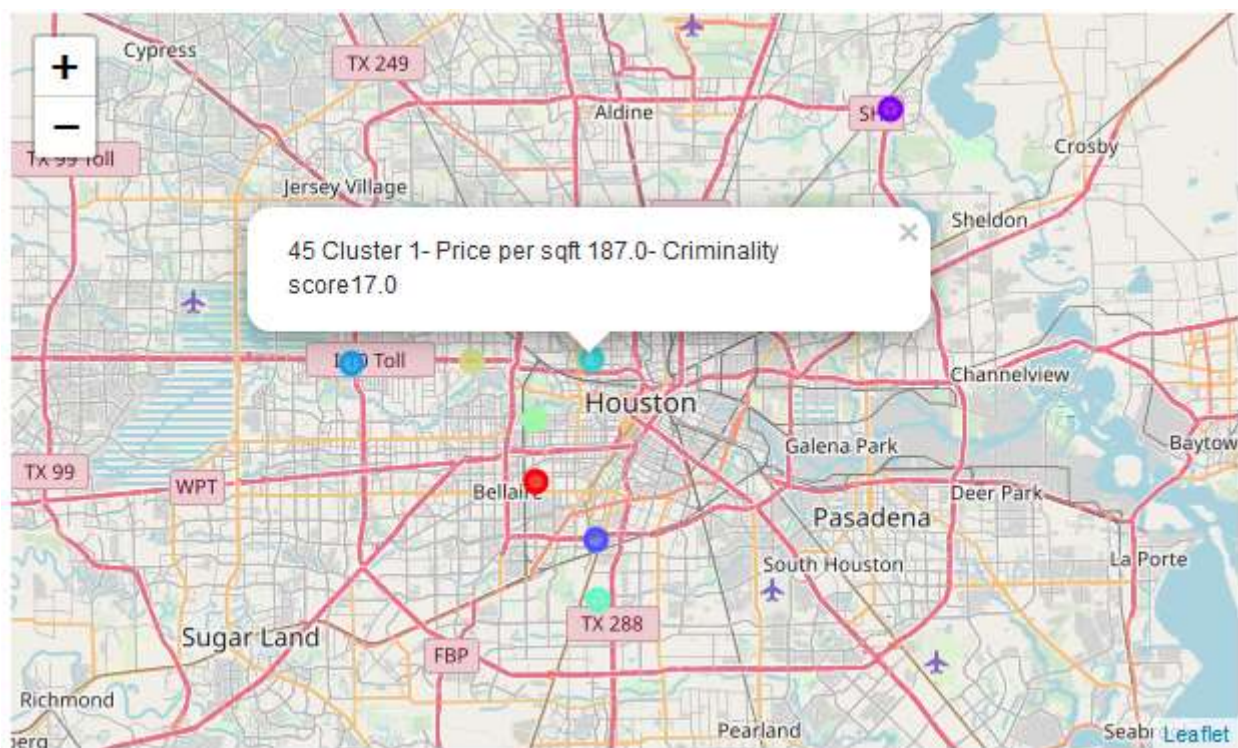 +
Cypress
TX 249
−
Aldine
TX 99 Toll
Crosby
Jersey Village
Sheldon
×
45 Cluster 1- Price per sqft 187.0- Criminality
score17.0
Toll
Channelview
Houston
Galena Park
Baytow
TX 99
WPT
Bellaire
Deer Park
Pasadena
La Porte
South Houston
TX 288
Sugar Land
FBP
Richmond
Pearland
Leaflet